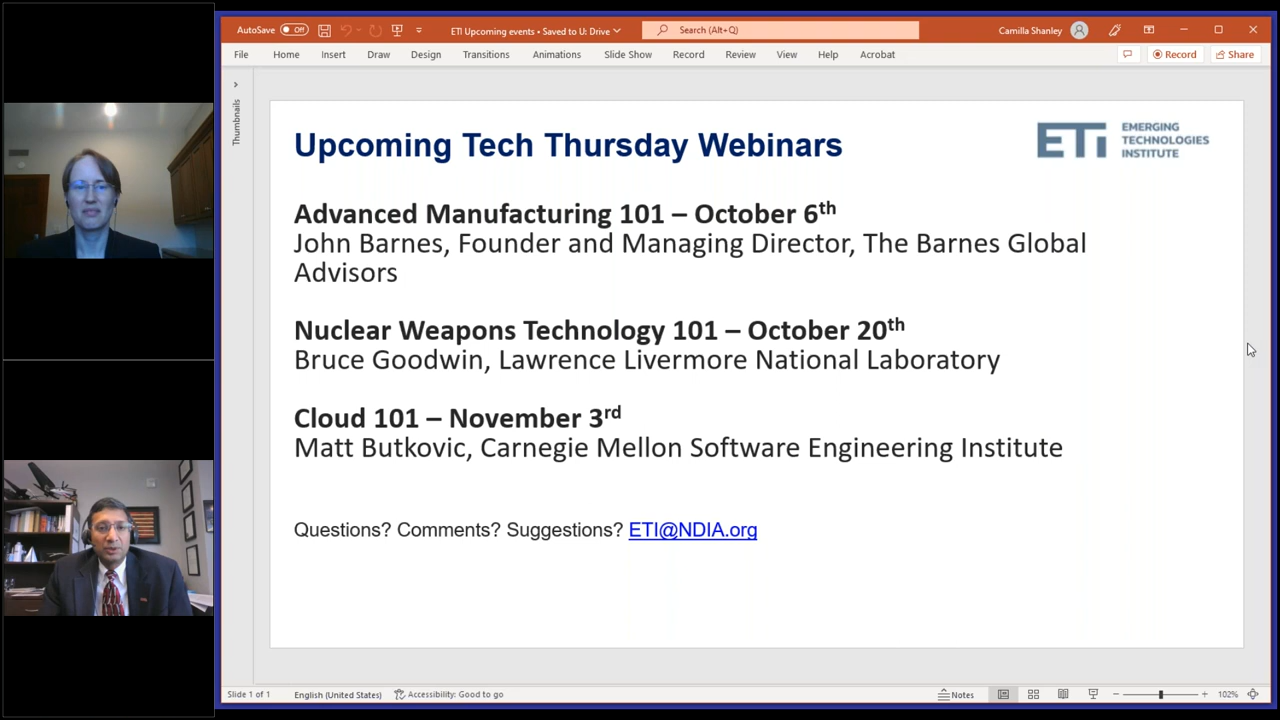 AutoSave Off ETI Upcoming events • Saved to U: Drive Search (Alt+Q) Camilla Shanley
File Home Insert Draw Design Transitions Animations Slide Show Record Review View Help Acrobat Record Share
Thumbnails
Upcoming Tech Thursday Webinars
ETi EMERGING
TECHNOLOGIES
INSTITUTE
Advanced Manufacturing 101 – October 6th
John Barnes, Founder and Managing Director, The Barnes Global
Advisors
Nuclear Weapons Technology 101 – October 20th
Bruce Goodwin, Lawrence Livermore National Laboratory
Cloud 101 – November 3rd
Matt Butkovic, Carnegie Mellon Software Engineering Institute
Questions? Comments? Suggestions? ETI@NDIA.org
Slide 1 of 1 English (United States) Accessibility: Good to go Notes 102%